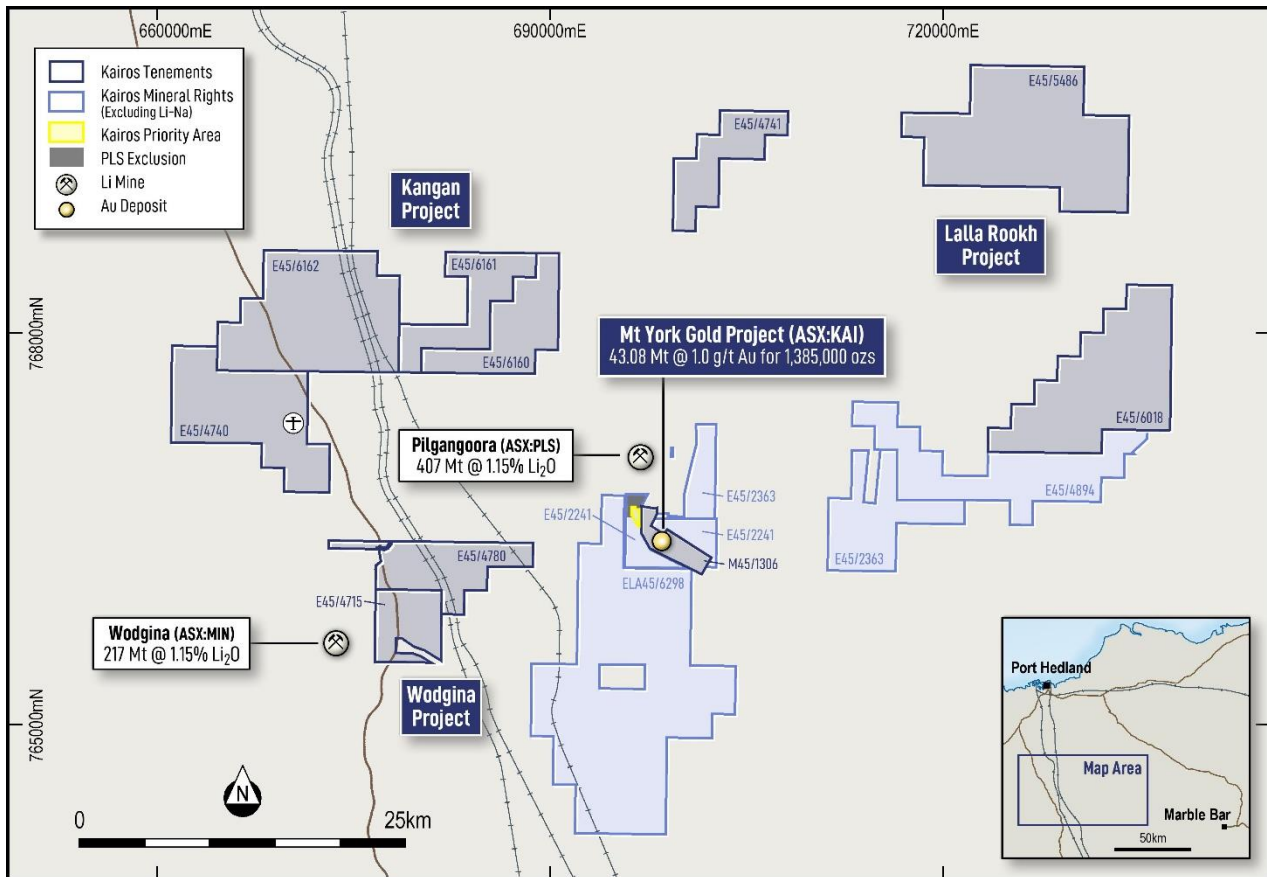 660000mE
690000mE
720000mE
Kairos Tenements
Kairos Mineral Rights
(Excluding Li-Na)
Kairos Priority Area
PLS Exclusion
Li Mine
Au Deposit
E45/5486
E45/4741
Kangan
Project
Lalla Rookh
Project
E45/6162
E45/6161
E45/6160
768000mN
Mt York Gold Project (ASX:KAI)
43.08 Mt @ 1.0 g/t Au for 1,385,000 ozs
E45/4740
E45/6018
Pilgangoora (ASX:PLS)
407 Mt @ 1.15% Li₂O
E45/2363
E45/4894
E45/2241
E45/2241
E45/2363
M45/1306
E45/4780
ELA45/6298
E45/4715
Wodgina (ASX:MIN)
217 Mt @ 1.15% Li₂O
Wodgina
Project
765000mN
N
0
25km
Port Hedland
Map Area
Marble Bar
50km